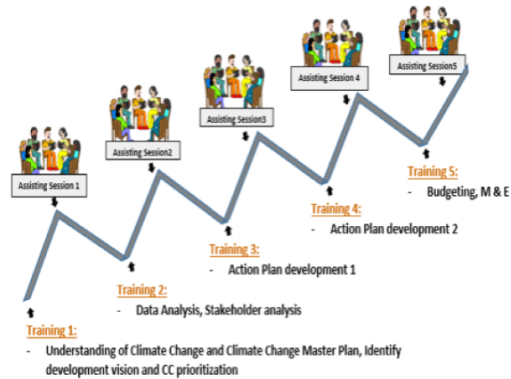 Assisting Session 4
Assisting Session5
Assisting Session3
Assisting Session2
Assisting Session 1
Training 5:
- Budgeting, M & E
Training 4:
- Action Plan development 2
Training 3:
- Action Plan development 1
Training 2:
- Data Analysis, Stakeholder analysis
Training 1:
- Understanding of Climate Change and Climate Change Master Plan, Identify
development vision and CC prioritization